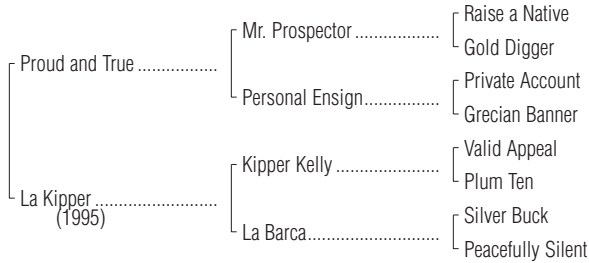 Raise a Native
Mr. Prospector ..................
Gold Digger
Proud and True .................
Private Account
Personal Ensign................
Grecian Banner
Valid Appeal
Kipper Kelly ......................
Plum Ten
La Kipper ..........................
(1995)
Silver Buck
La Barca............................
Peacefully Silent